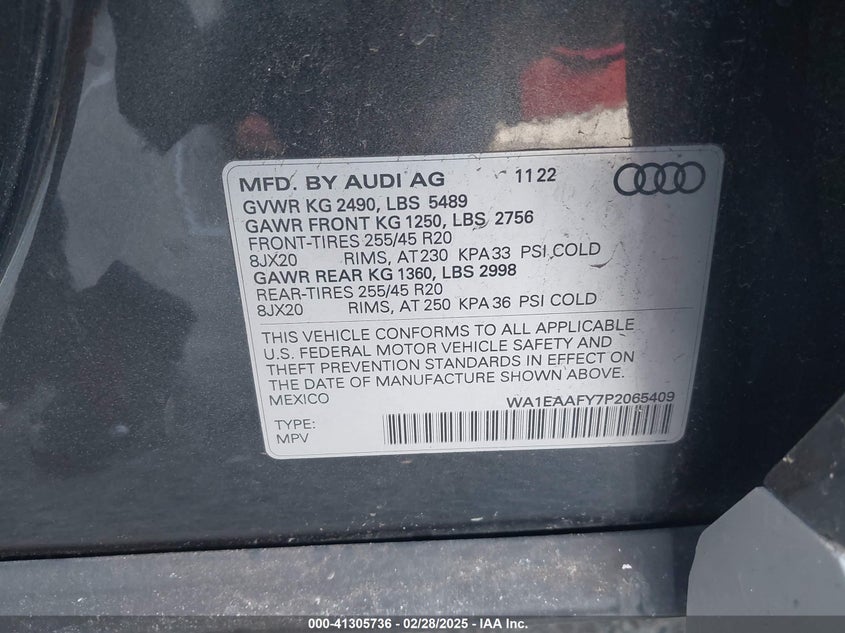 MFD. BY AUDI AG 1122
GVWR KG 2490, LBS 5489
GAWR FRONT KG 1250, LBS 2756
FRONT-TIRES 255/45 R20
8JX20 RIMS, AT 230 KPA 33 PSI COLD
GAWR REAR KG 1360, LBS 2998
REAR-TIRES 255/45 R20
8JX20 RIMS, AT 250 KPA 36 PSI COLD
THIS VEHICLE CONFORMS TO ALL APPLICABLE
U.S. FEDERAL MOTOR VEHICLE SAFETY AND
THEFT PREVENTION STANDARDS IN EFFECT ON
THE DATE OF MANUFACTURE SHOWN ABOVE.
MEXICO WA1EAAFY7P2065409
TYPE:
MPV
000-41305736 - 02/28/2025 - IAA Inc.